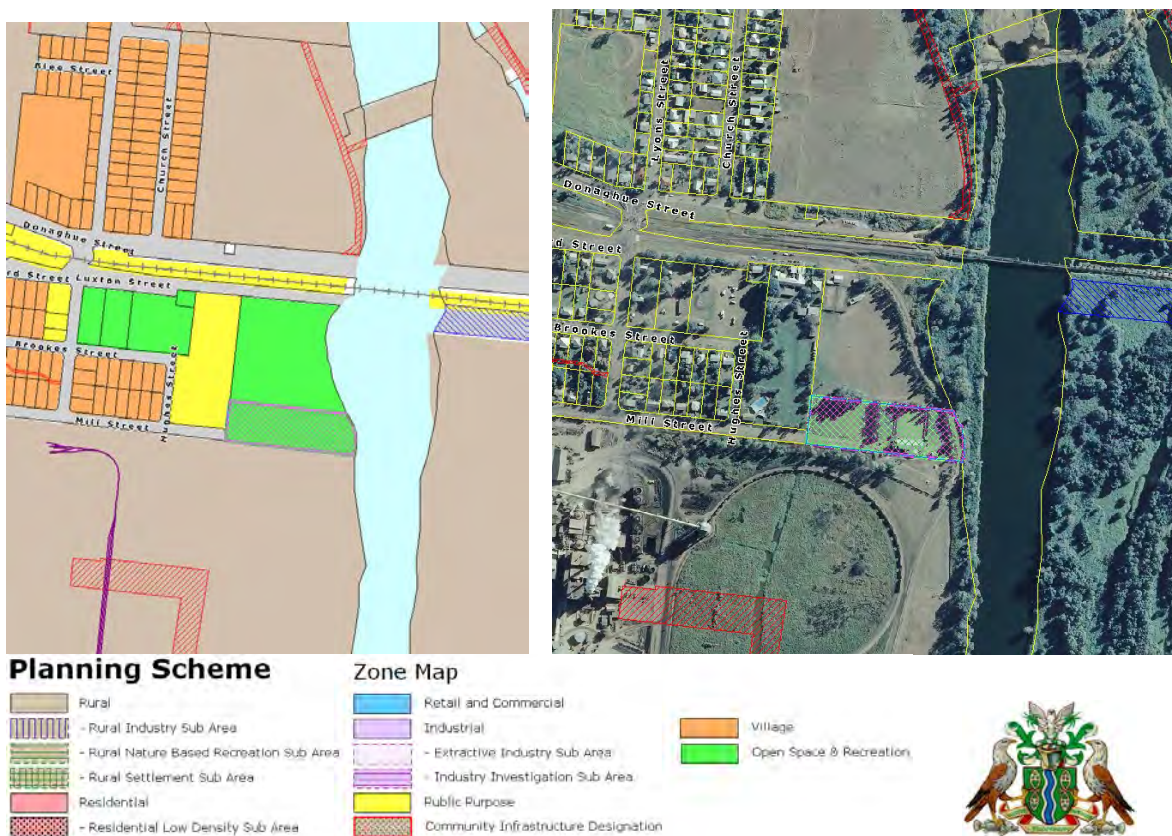 Rice Street
Church Street
Donaghue Street
rd Street Luxton Street
Brookes Street
Hughes Street
Mill Street
Lyons Street
Church Street
Donaghue Street
d Street
Brookes Street
Hughes Street
Mill Street
Planning Scheme
Zone Map
Rural
- Rural Industry Sub Area
- Rural Nature Based Recreation Sub Area
- Rural Settlement Sub Area
Residential
- Residential Low Density Sub Area
Retail and Commercial
Industrial
- Extractive Industry Sub Area
- Industry Investigation Sub Area
Public Purpose
Community Infrastructure Designation
Village
Open Space & Recreation